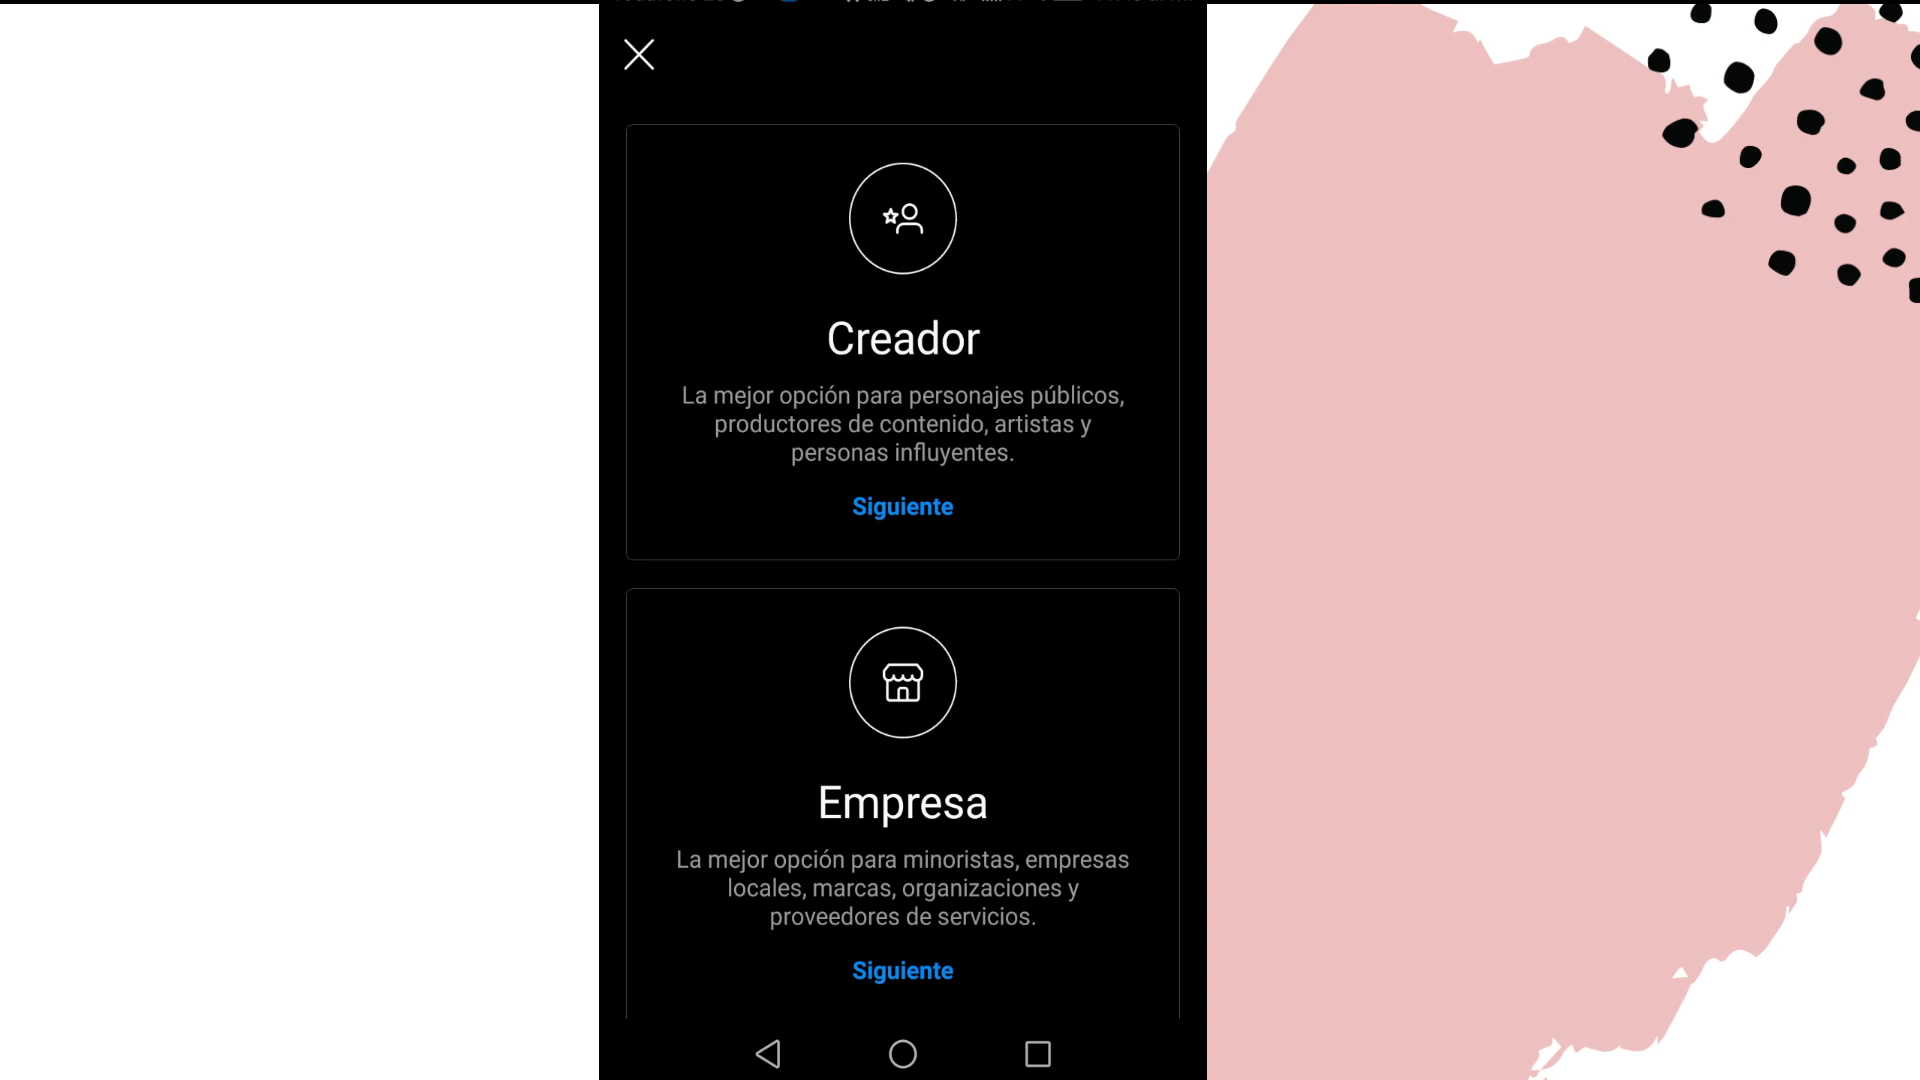 Creador
La mejor opción para personajes públicos,
productores de contenido, artistas y
personas influyentes.
Siguiente
Empresa
La mejor opción para minoristas, empresas
locales, marcas, organizaciones y
proveedores de servicios.
Siguiente